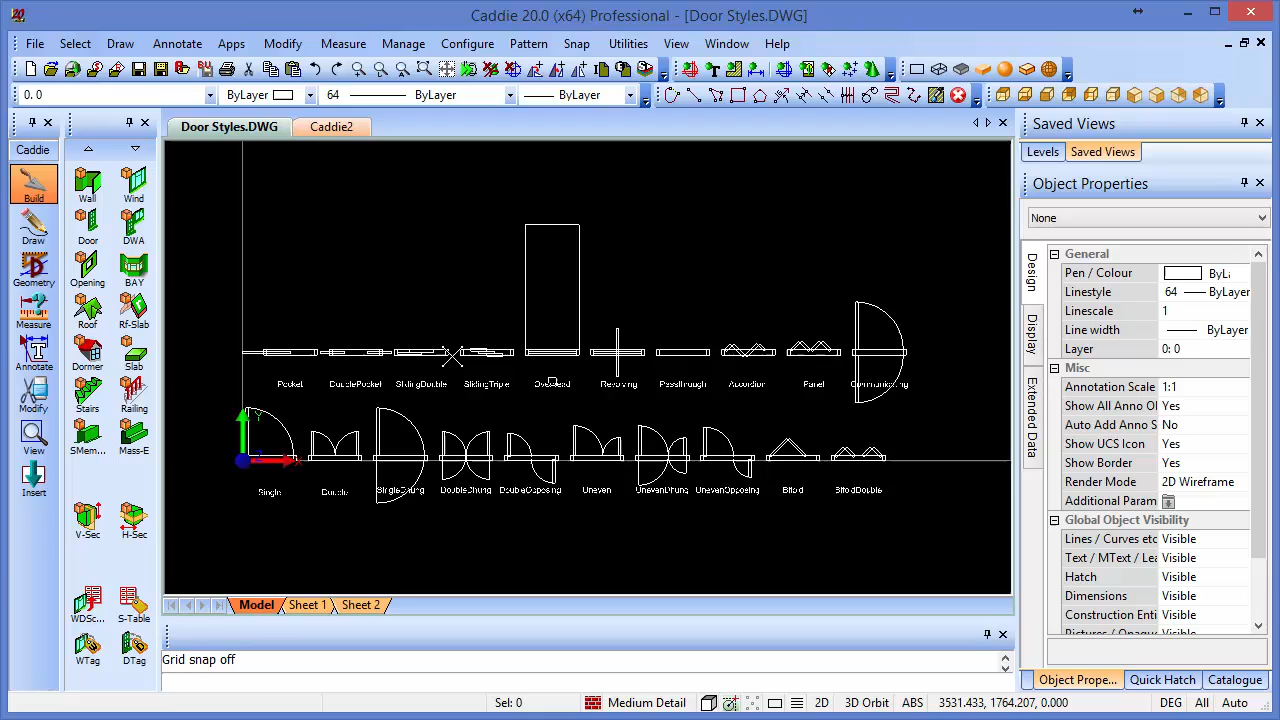 Caddie 20.0 (x64) Professional - [Door Styles.DWG]
File Select Draw Annotate Apps Modify Measure Manage Configure Pattern Snap Utilities View Window Help
0. 0 ByLayer 64 ByLayer ByLayer
Door Styles.DWG Caddie2
Saved Views
Levels Saved Views
Object Properties
None
Caddie
Build
Draw
Geometry
Measure
Annotate
Modify
View
Insert
Wall Wind
Door DWA
Opening BAY
Roof Rf-Slab
Dormer Slab
Stairs Railing
SMem... Mass-E
V-Sec H-Sec
WDSc... S-Table
WTag DTag
Pocket DoublePocket SlidingDouble SlidingTriple Overhead Revolving PassThrough Accordion Panel Communicating
Y
X
Single Double SingleDhung DoubleDhung DoubleOpposing Uneven UnevenDhung UnevenOpposing Bifold BifoldDouble
Design
Display
Extended Data
General
Pen / Colour ByLa
Linestyle 64 ByLayer
Linescale 1
Line width ByLayer
Layer 0: 0
Misc
Annotation Scale 1:1
Show All Anno Ol Yes
Auto Add Anno S No
Show UCS Icon Yes
Show Border Yes
Render Mode 2D Wireframe
Additional Param
Global Object Visibility
Lines / Curves etc Visible
Text / MText / Lea Visible
Hatch Visible
Dimensions Visible
Construction Enti Visible
Pictures / Opaque Visible
Model Sheet 1 Sheet 2
Grid snap off
Object Prope... Quick Hatch Catalogue
Sel: 0 Medium Detail 2D 3D Orbit ABS 3531.433, 1764.207, 0.000 DEG All Auto